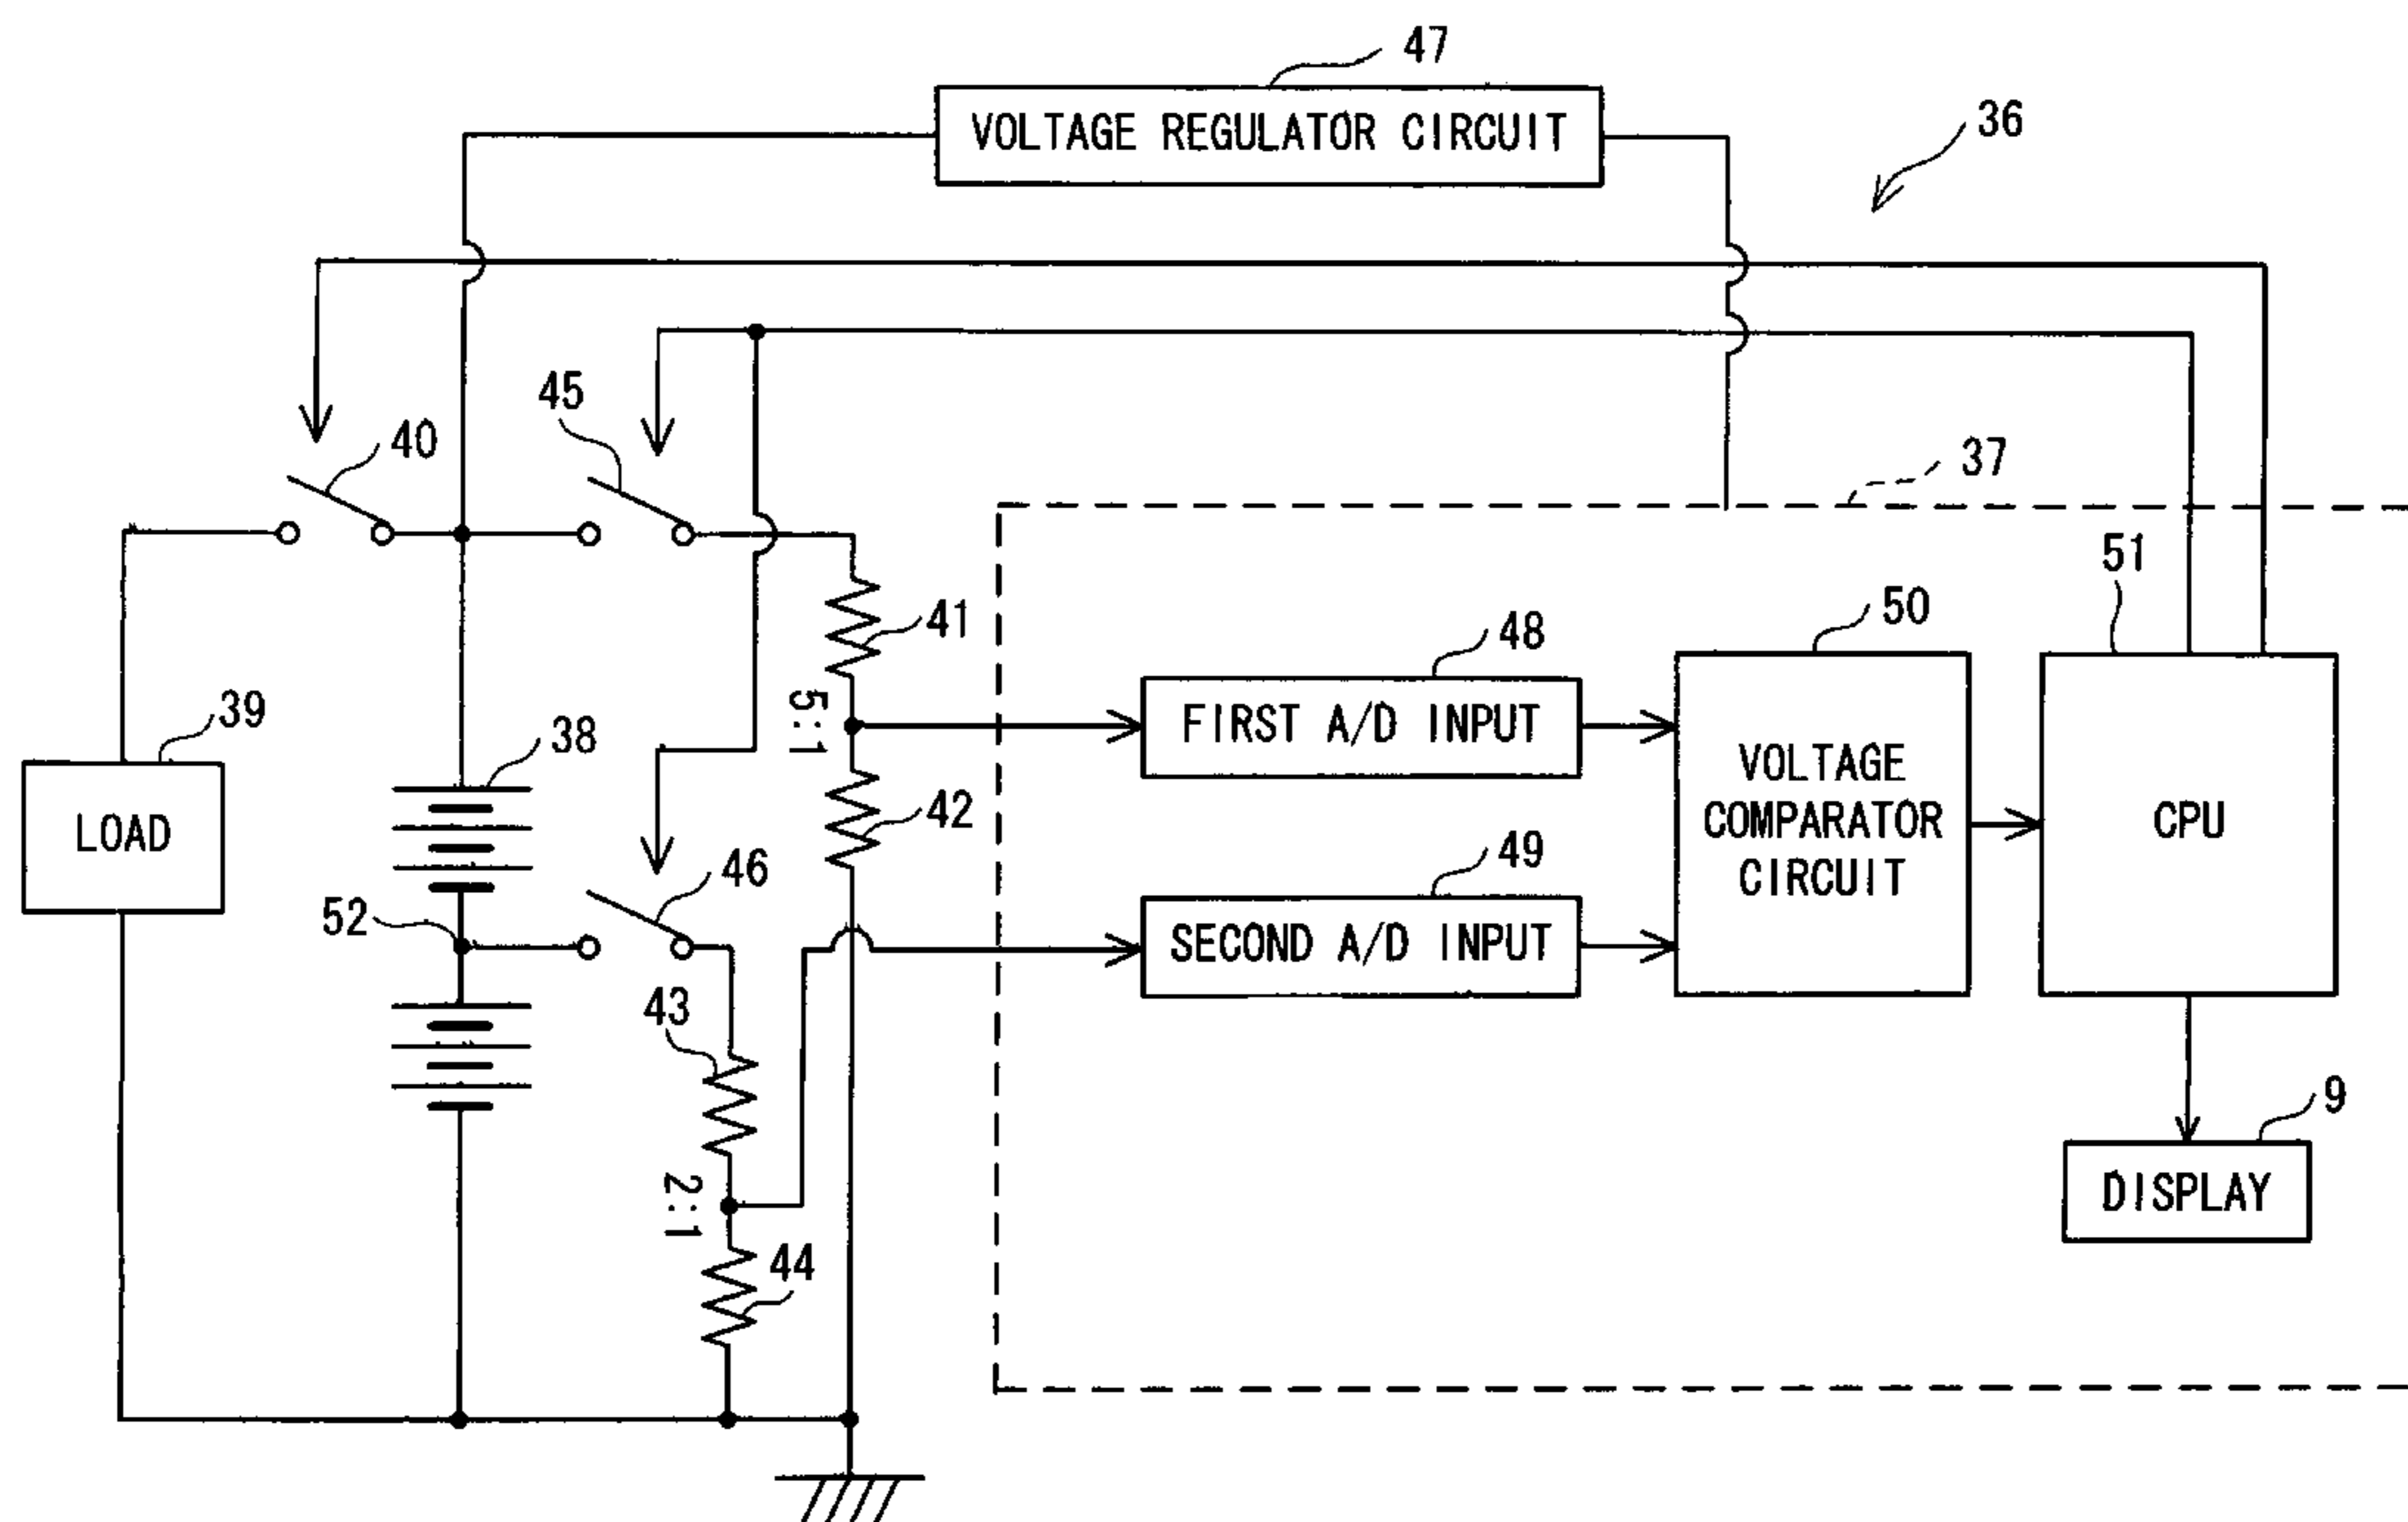 47
VOLTAGE REGULATOR CIRCUIT
36
45
40
37
51
50
41
48
5:1
FIRST A/D INPUT
39
38
VOLTAGE
COMPARATOR
CIRCUIT
CPU
LOAD
42
46
49
52
SECOND A/D INPUT
43
9
2:1
DISPLAY
44